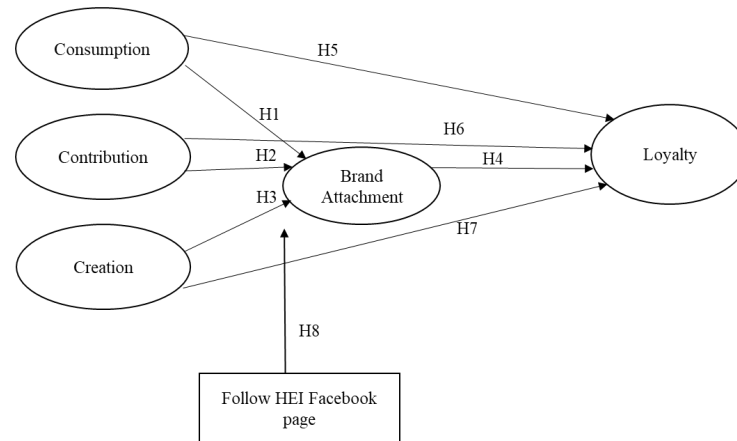 Consumption
H5
H1
Contribution
H6
H2
Brand
Attachment
H4
Loyalty
H3
H7
Creation
H8
Follow HEI Facebook
page